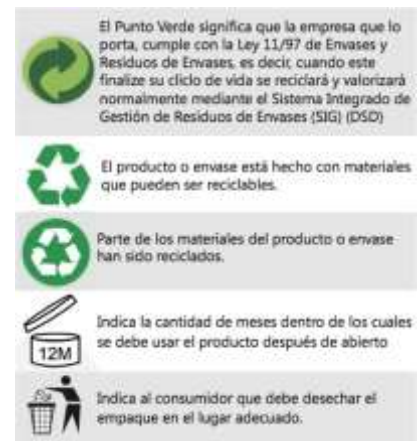 El Punto Verde significa que la empresa que lo
porta, cumple con la Ley 11/97 de Envases y
Residuos de Envases, es decir, cuando este
finalize su cliclo de vida se reciclará y valorizará
normalmente mediante el Sistema Integrado de
Gestión de Residuos de Envases (SIG) (DSD)
El producto o envase está hecho con materiales
que pueden ser reciclables.
Parte de los materiales del producto o envase
han sido reciclados.
Indica la cantidad de meses dentro de los cuales
se debe usar el producto después de abierto
12M
Indica al consumidor que debe desechar el
empaque en el lugar adecuado.